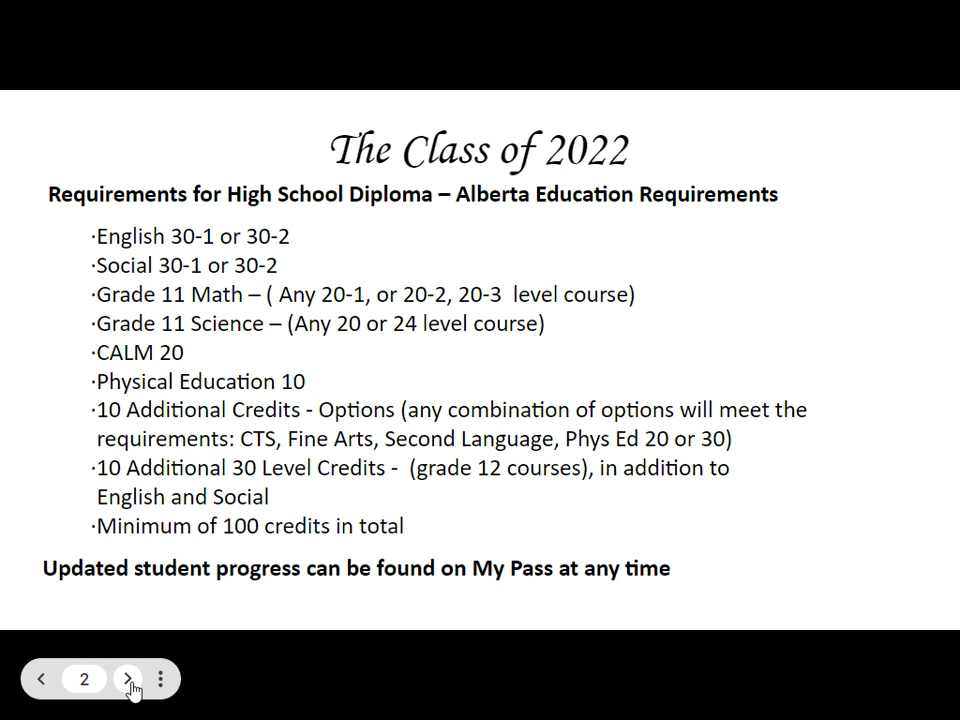 The Class of 2022
Requirements for High School Diploma – Alberta Education Requirements
·English 30-1 or 30-2
·Social 30-1 or 30-2
·Grade 11 Math – ( Any 20-1, or 20-2, 20-3  level course)
·Grade 11 Science – (Any 20 or 24 level course)
·CALM 20
·Physical Education 10
·10 Additional Credits - Options (any combination of options will meet the
requirements: CTS, Fine Arts, Second Language, Phys Ed 20 or 30)
·10 Additional 30 Level Credits -  (grade 12 courses), in addition to
English and Social
·Minimum of 100 credits in total
Updated student progress can be found on My Pass at any time
2